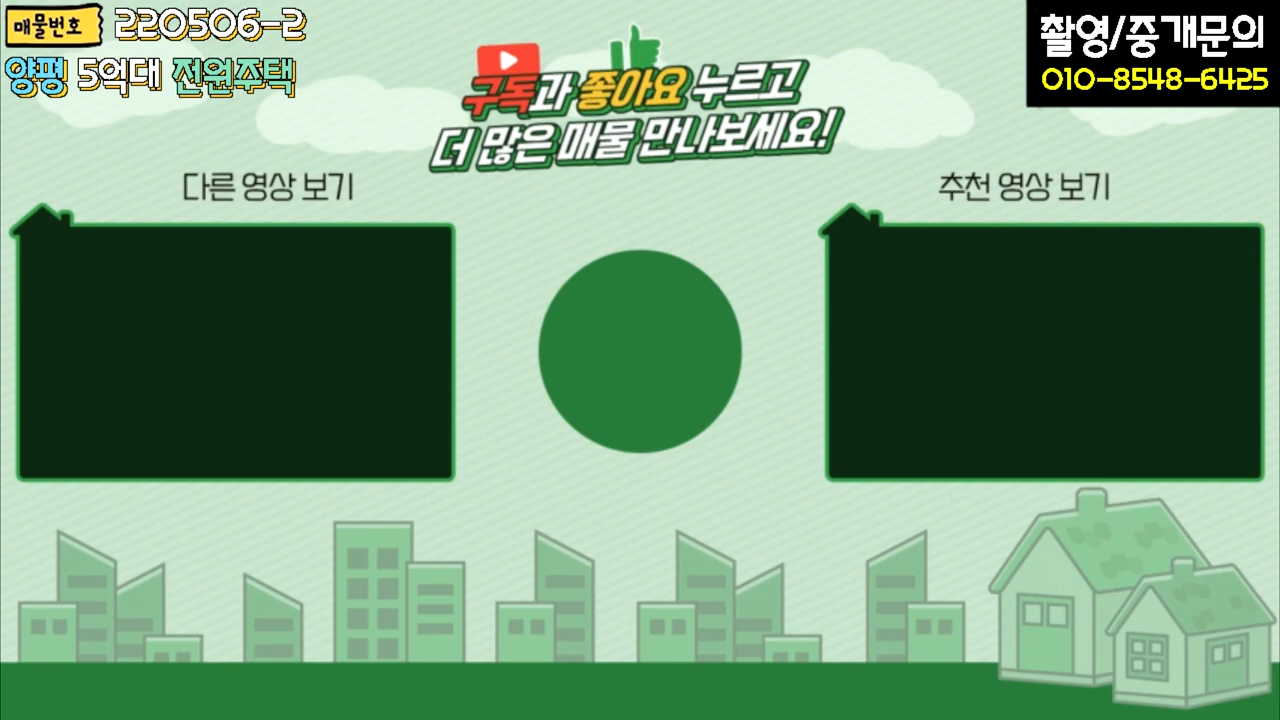 매물번호 220506-2
양평 5억대 전원주택
구독과 좋아요 누르고
더 많은 매물 만나보세요!
촬영/중개문의
010-8548-6425
다른 영상 보기
추천 영상 보기